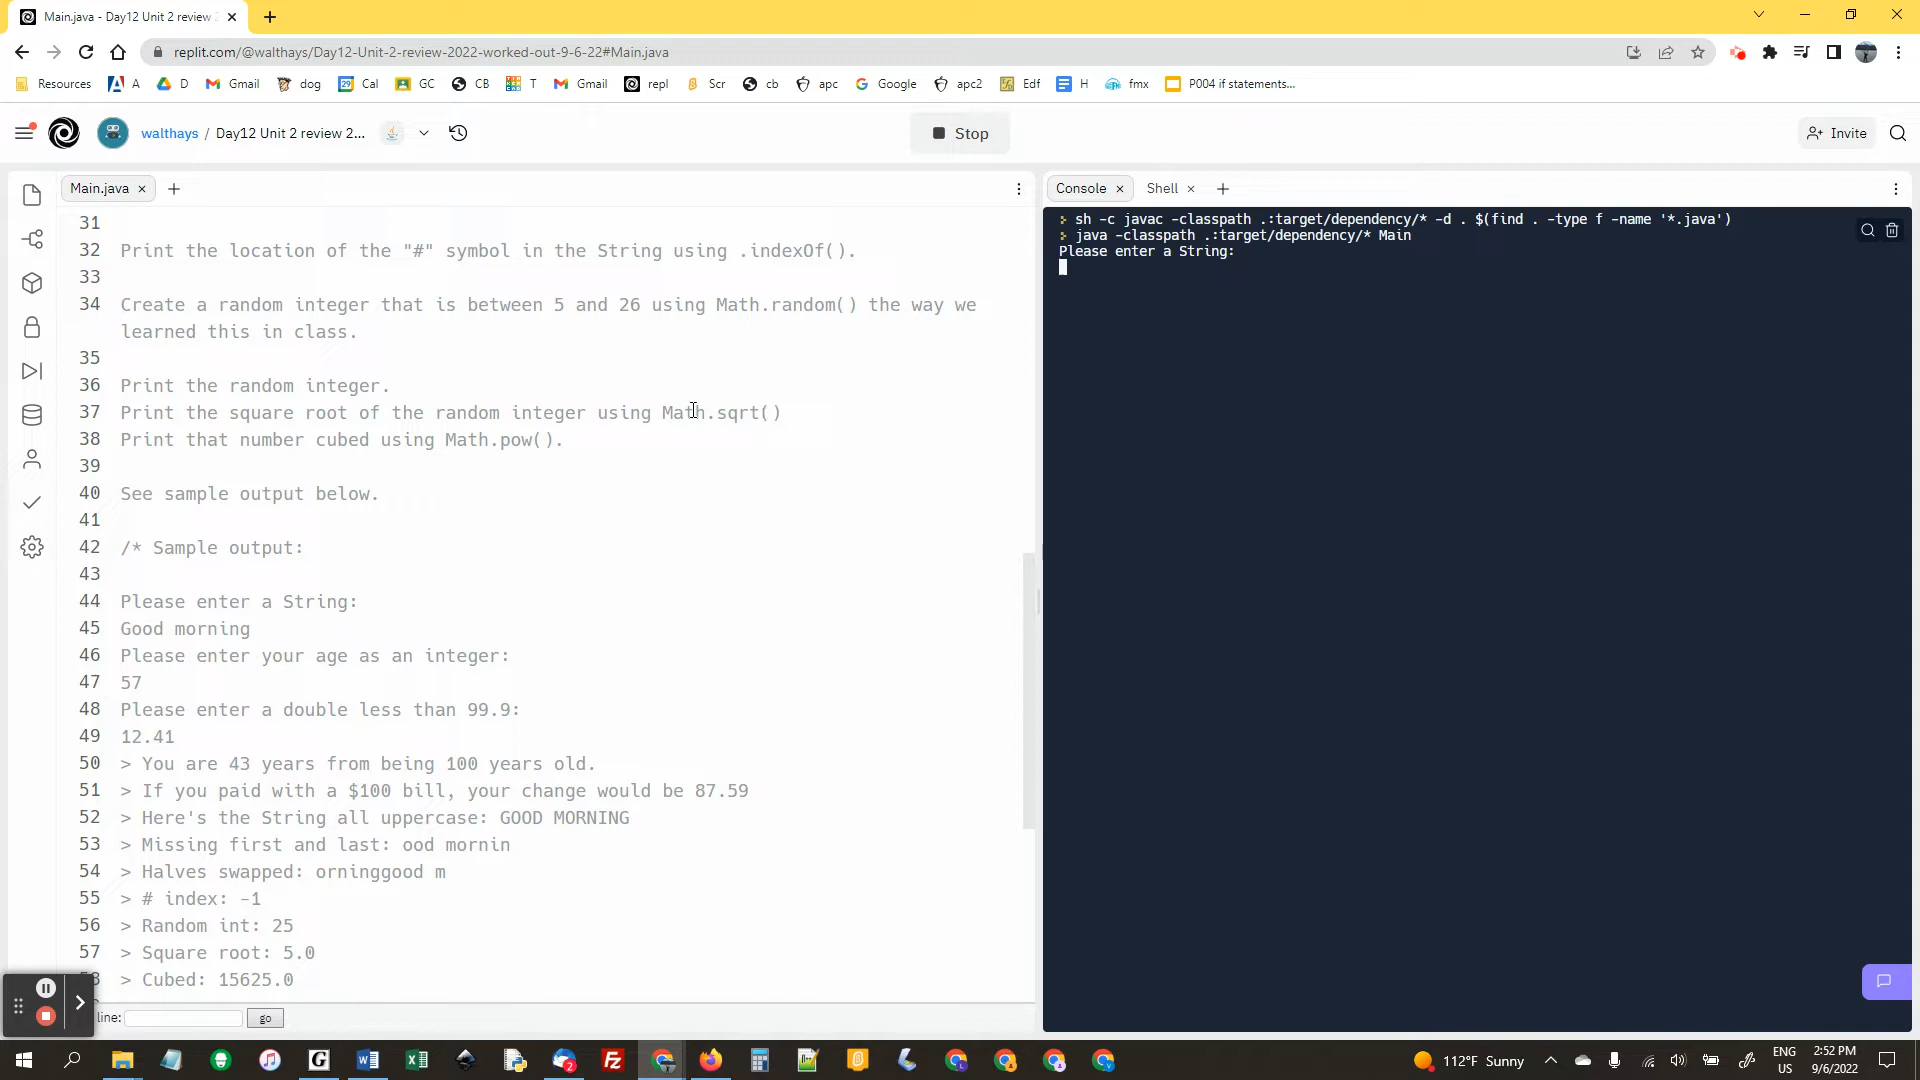 Main.java - Day12 Unit 2 review 2
replit.com/@walthays/Day12-Unit-2-review-2022-worked-out-9-6-22#Main.java
Resources A D Gmail dog Cal GC CB T Gmail repl Scr cb apc Google apc2 Edf H fmx P004 if statements...
walthays / Day12 Unit 2 review 2... Stop Invite
Main.java Console Shell
31
32 Print the location of the "#" symbol in the String using .indexOf().
33
34 Create a random integer that is between 5 and 26 using Math.random() the way we
learned this in class.
35
36 Print the random integer.
37 Print the square root of the random integer using Math.sqrt()
38 Print that number cubed using Math.pow().
39
40 See sample output below.
41
42 /* Sample output:
43
44 Please enter a String:
45 Good morning
46 Please enter your age as an integer:
47 57
48 Please enter a double less than 99.9:
49 12.41
50 > You are 43 years from being 100 years old.
51 > If you paid with a $100 bill, your change would be 87.59
52 > Here's the String all uppercase: GOOD MORNING
53 > Missing first and last: ood mornin
54 > Halves swapped: orninggood m
55 > # index: -1
56 > Random int: 25
57 > Square root: 5.0
> Cubed: 15625.0
line: go
sh -c javac -classpath .:target/dependency/* -d . $(find . -type f -name '*.java')
java -classpath .:target/dependency/* Main
Please enter a String:
112°F Sunny
ENG
US
2:52 PM
9/6/2022